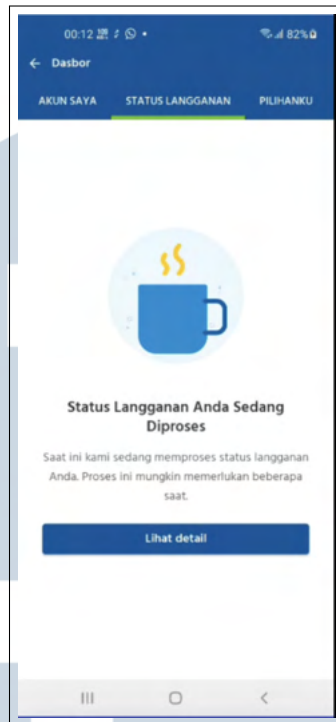 00:12
82%
← Dasbor
AKUN SAYA STATUS LANGGANAN PILIHANKU
Status Langganan Anda Sedang
Diproses
Saat ini kami sedang memproses status langganan
Anda. Proses ini mungkin memerlukan beberapa
saat.
Lihat detail